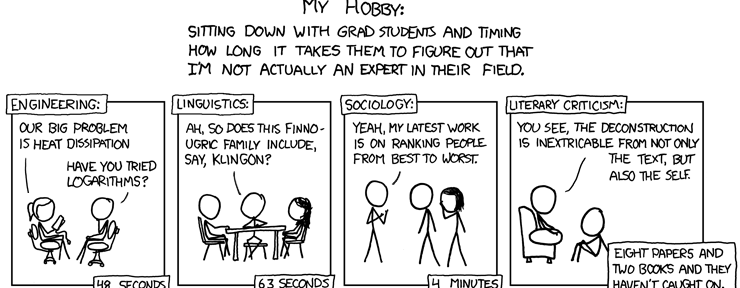 MY HOBBY:
SITTING DOWN WITH GRAD STUDENTS AND TIMING
HOW LONG IT TAKES THEM TO FIGURE OUT THAT
I'M NOT ACTUALLY AN EXPERT IN THEIR FIELD.
ENGINEERING:
OUR BIG PROBLEM
IS HEAT DISSIPATION
HAVE YOU TRIED
LOGARITHMS?
48 SECONDS
LINGUISTICS:
AH, SO DOES THIS FINNO-
UGRIC FAMILY INCLUDE,
SAY, KLINGON?
63 SECONDS
SOCIOLOGY:
YEAH, MY LATEST WORK
IS ON RANKING PEOPLE
FROM BEST TO WORST.
4 MINUTES
LITERARY CRITICISM:
YOU SEE, THE DECONSTRUCTION
IS INEXTRICABLE FROM NOT ONLY
THE TEXT, BUT
ALSO THE SELF.
EIGHT PAPERS AND
TWO BOOKS AND THEY
HAVEN'T CAUGHT ON.